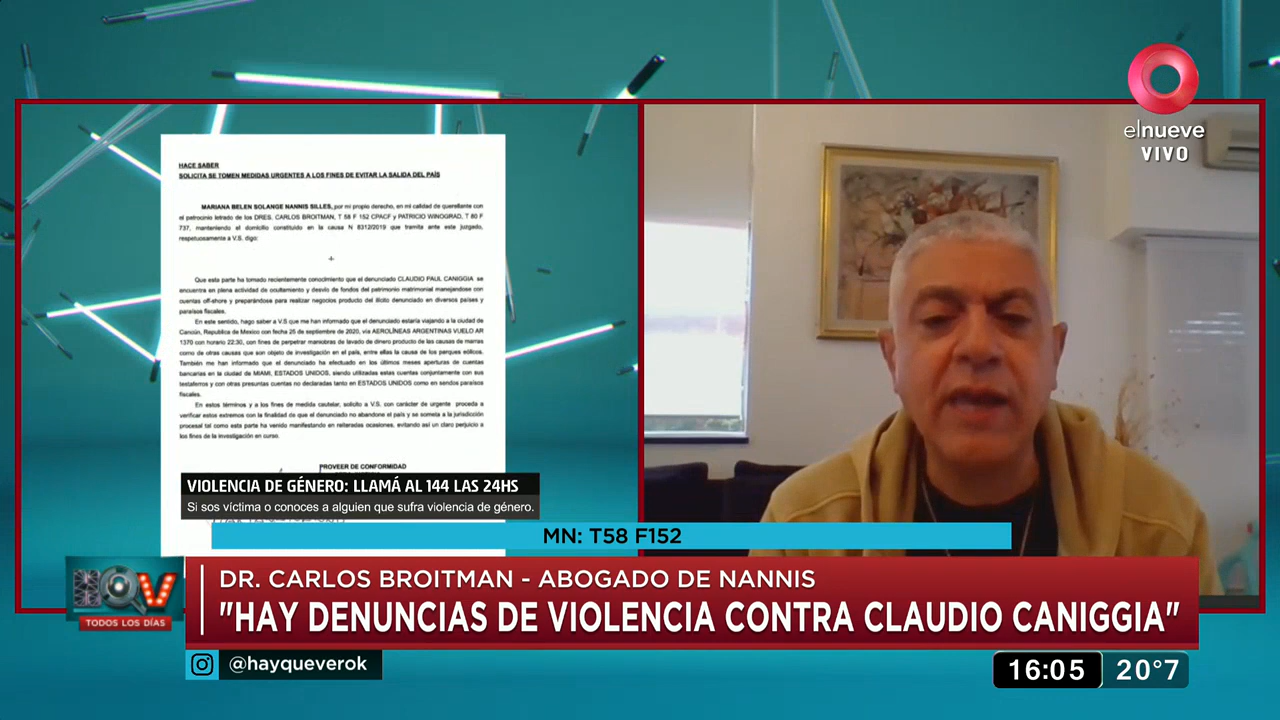 elnueve
VIVO
HACE SABER
SOLICITA SE TOMEN MEDIDAS URGENTES A LOS FINES DE EVITAR LA SALIDA DEL PAÍS
MARIANA BELEN SOLANGE NANNIS SILLES, por mi propio derecho, en mi calidad de querellante con
el patrocinio letrado de los DRES. CARLOS BROITMAN, T 58 F 152 CPACF y PATRICIO WINOGRAD, T 80 F
737, manteniendo el domicilio constituido en la causa N 8312/2019 que tramita ante este juzgado,
respetuosamente a V.S. digo:
-I-
Que esta parte ha tomado recientemente conocimiento que el denunciado CLAUDIO PAUL CANIGGIA se
encuentra en plena actividad de ocultamiento y desvío de fondos del patrimonio matrimonial manejandose con
cuentas off-shore y preparándose para realizar negocios producto del ilícito denunciado en diversos países y
paraísos fiscales.
En este sentido, hago saber a V.S que me han informado que el denunciado estaría viajando a la ciudad de
Cancún, Republica de Mexico con fecha 25 de septiembre de 2020, via AEROLÍNEAS ARGENTINAS VUELO AR
1370 con horario 22:30, con fines de perpetrar maniobras de lavado de dinero producto de las causas de marras
como de otras causas que son objeto de investigación en el país, entre ellas la causa de los parques eólicos.
También me han informado que el denunciado ha efectuado en los últimos meses aperturas de cuentas
bancarias en la ciudad de MIAMI, ESTADOS UNIDOS, siendo utilizadas estas cuentas conjuntamente con sus
testaferros y con otras presuntas cuentas no declaradas tanto en ESTADOS UNIDOS como en sendos paraísos
fiscales.
En estos términos y a los fines de medida cautelar, solicito a V.S. con carácter de urgente proceda a
verificar estos extremos con la finalidad de que el denunciado no abandone el país y se someta a la jurisdicción
procesal tal como esta parte ha venido manifestando en reiteradas ocasiones, evitando así un claro perjuicio a
los fines de la investigación en curso.
PROVEER DE CONFORMIDAD
VIOLENCIA DE GÉNERO: LLAMÁ AL 144 LAS 24HS
Si sos víctima o conoces a alguien que sufra violencia de género.
MN: T58 F152
HQV
TODOS LOS DÍAS
DR. CARLOS BROITMAN - ABOGADO DE NANNIS
"HAY DENUNCIAS DE VIOLENCIA CONTRA CLAUDIO CANIGGIA"
@hayqueverok
16:05 20°7